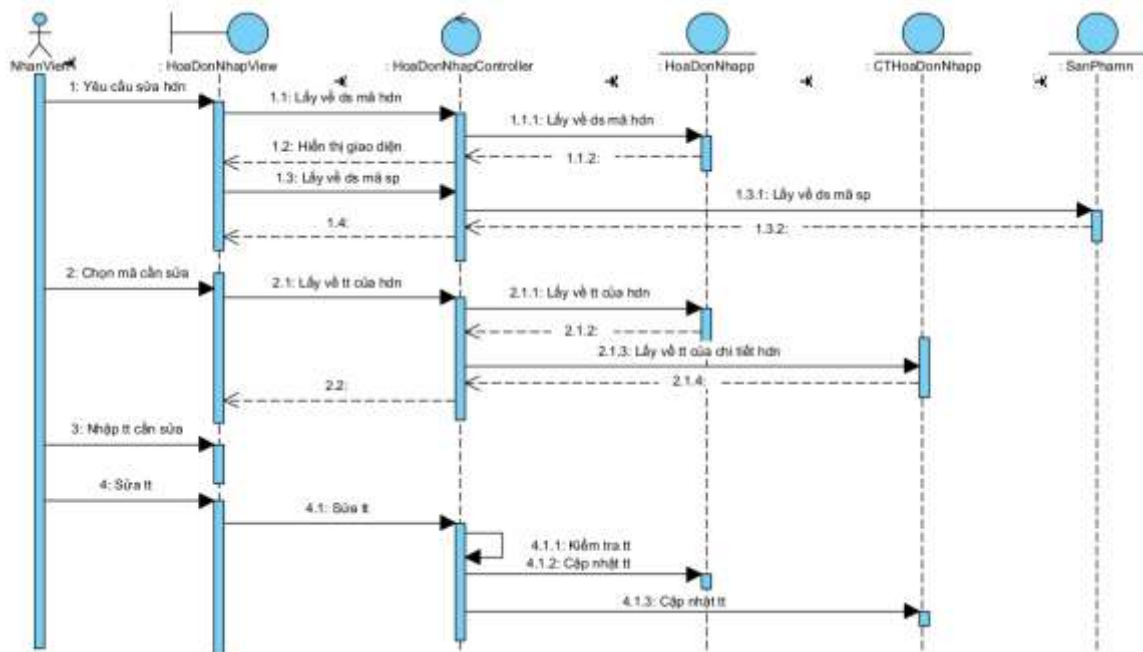 NhanVien
: HoaDonNhapView
: HoaDonNhapController
: HoaDonNhapp
: CTHoaDonNhapp
: SanPhamn
1: Yêu cầu sửa hdn
1.1: Lấy về ds mã hdn
1.1.1: Lấy về ds mã hdn
1.1.2:
1.2: Hiển thị giao diện
1.3: Lấy về ds mã sp
1.3.1: Lấy về ds mã sp
1.3.2:
1.4:
2: Chọn mã cần sửa
2.1: Lấy về tt của hdn
2.1.1: Lấy về tt của hdn
2.1.2:
2.1.3: Lấy về tt của chi tiết hdn
2.1.4:
2.2:
3: Nhập tt cần sửa
4: Sửa tt
4.1: Sửa tt
4.1.1: Kiểm tra tt
4.1.2: Cập nhật tt
4.1.3: Cập nhật tt